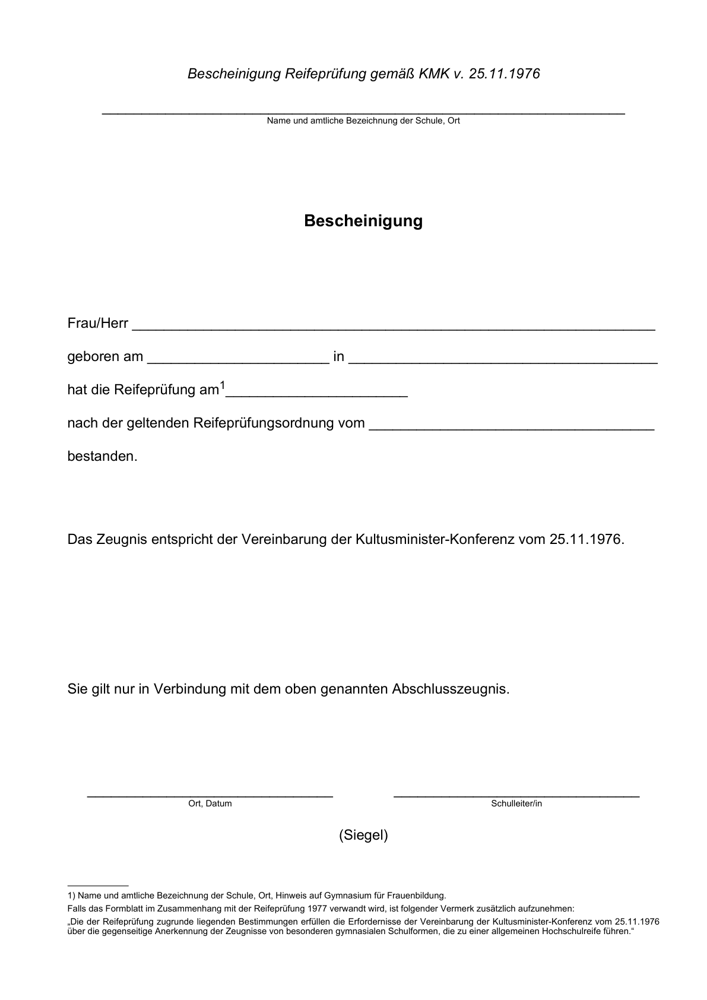 Bescheinigung Reifeprüfung gemäß KMK v. 25.11.1976
Name und amtliche Bezeichnung der Schule, Ort
Bescheinigung
Frau/Herr
geboren am in
hat die Reifeprüfung am¹
nach der geltenden Reifeprüfungsordnung vom
bestanden.
Das Zeugnis entspricht der Vereinbarung der Kultusminister-Konferenz vom 25.11.1976.
Sie gilt nur in Verbindung mit dem oben genannten Abschlusszeugnis.
Ort, Datum Schulleiter/in
(Siegel)
1) Name und amtliche Bezeichnung der Schule, Ort, Hinweis auf Gymnasium für Frauenbildung.
Falls das Formblatt im Zusammenhang mit der Reifeprüfung 1977 verwandt wird, ist folgender Vermerk zusätzlich aufzunehmen:
„Die der Reifeprüfung zugrunde liegenden Bestimmungen erfüllen die Erfordernisse der Vereinbarung der Kultusminister-Konferenz vom 25.11.1976
über die gegenseitige Anerkennung der Zeugnisse von besonderen gymnasialen Schulformen, die zu einer allgemeinen Hochschulreife führen.“